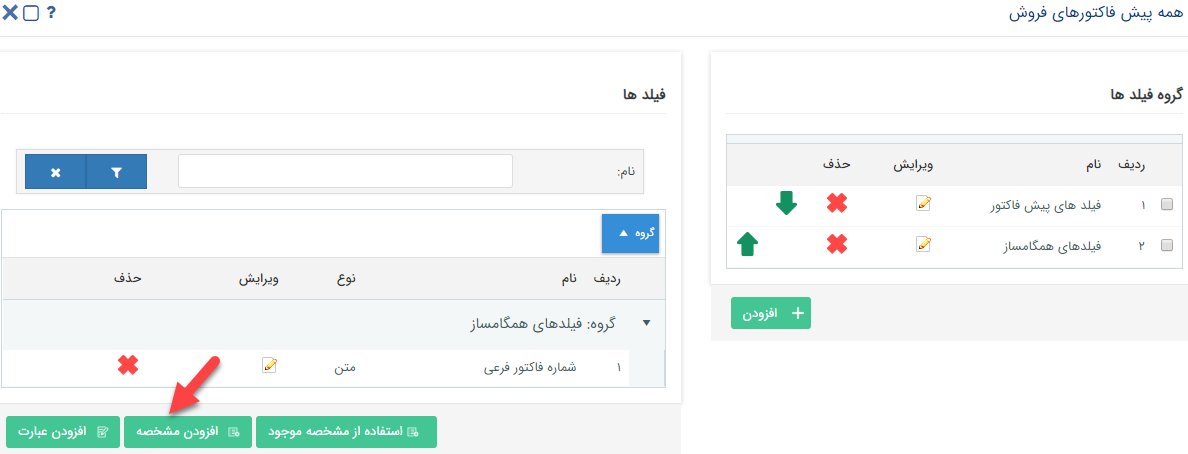 همه پیش فاکتورهای فروش
?
گروه فیلد ها
ردیف نام ویرایش حذف
۱ فیلد های پیش فاکتور
۲ فیلدهای همگامساز
افزودن
فیلد ها
نام:
گروه
ردیف نام نوع ویرایش حذف
گروه: فیلدهای همگامساز
۱ شماره فاکتور فرعی متن
استفاده از مشخصه موجود
افزودن مشخصه
افزودن عبارت